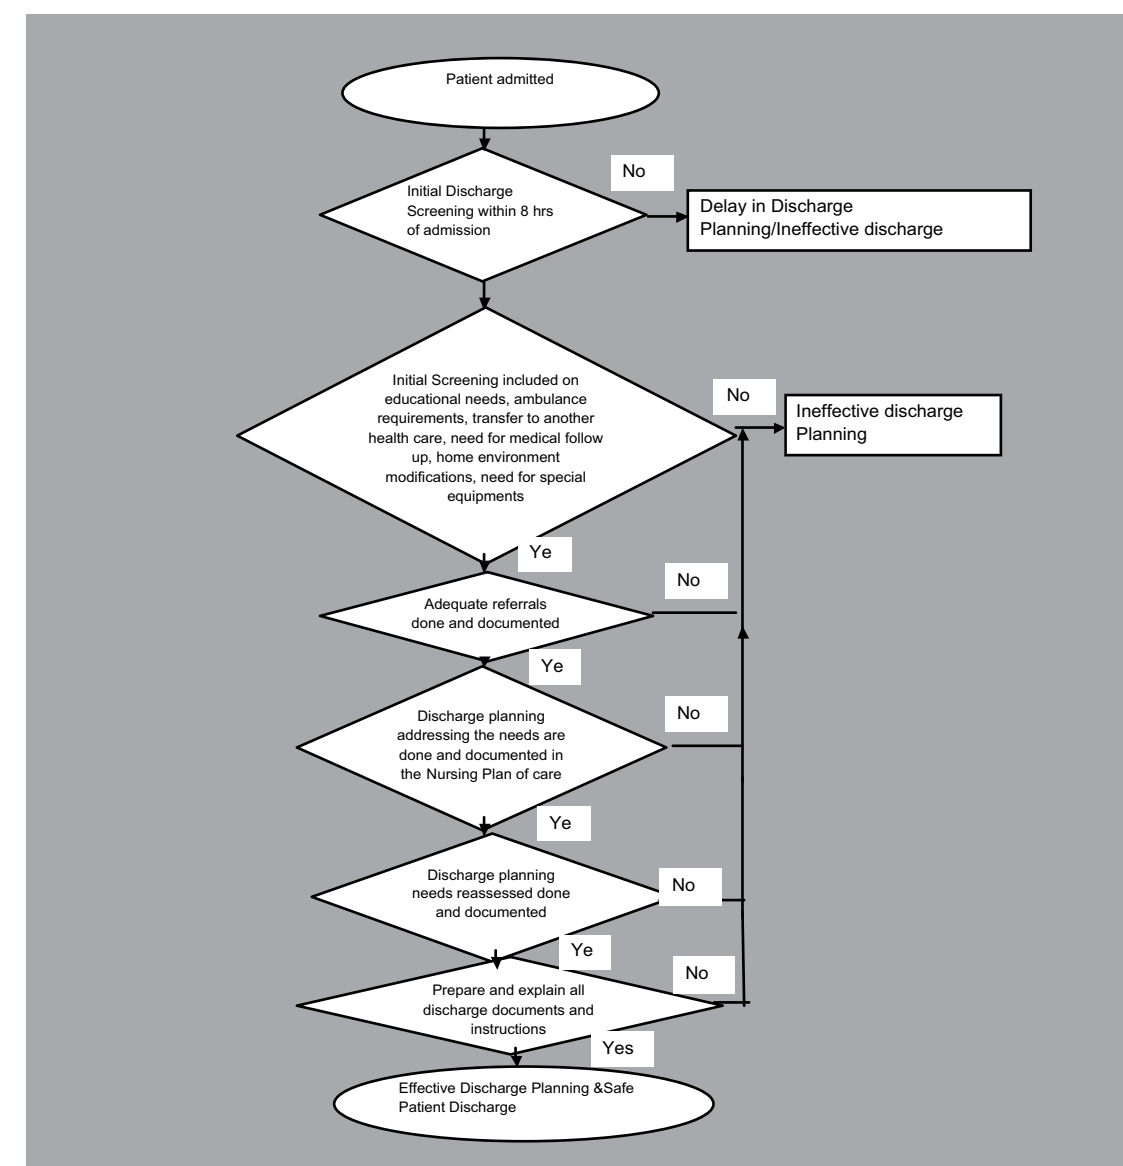 Patient admitted
No
Initial Discharge
Screening within 8 hrs
of admission
Delay in Discharge
Planning/Ineffective discharge
Initial Screening included on
educational needs, ambulance
requirements, transfer to another
health care, need for medical follow
up, home environment
modifications, need for special
equipments
No
Ineffective discharge
Planning
Ye
No
Adequate referrals
done and documented
Ye
No
Discharge planning
addressing the needs are
done and documented in
the Nursing Plan of care
Ye
Discharge planning
needs reassessed done
and documented
No
Ye
No
Prepare and explain all
discharge documents and
instructions
Yes
Effective Discharge Planning &Safe
Patient Discharge